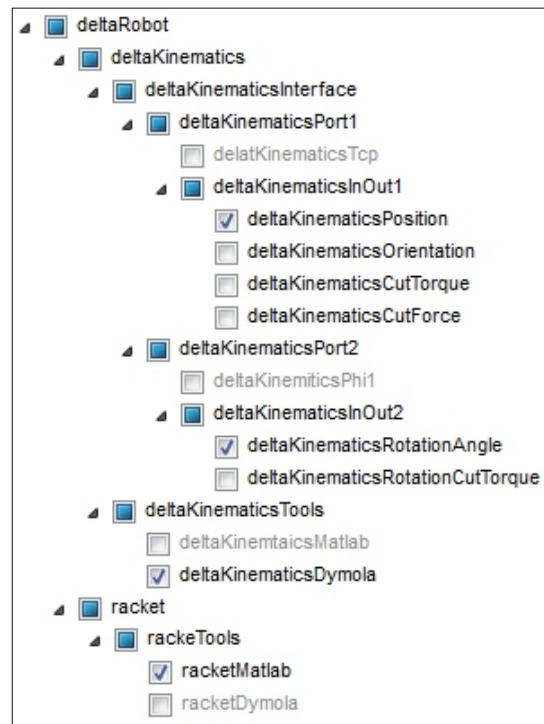 deltaRobot
deltaKinematics
deltaKinematicsInterface
deltaKinematicsPort1
delatKinematicsTcp
deltaKinematicsInOut1
deltaKinematicsPosition
deltaKinematicsOrientation
deltaKinematicsCutTorque
deltaKinematicsCutForce
deltaKinematicsPort2
deltaKinemiticsPhi1
deltaKinematicsInOut2
deltaKinematicsRotationAngle
deltaKinematicsRotationCutTorque
deltaKinematicsTools
deltaKinemtaicsMatlab
deltaKinematicsDymola
racket
rackeTools
racketMatlab
racketDymola